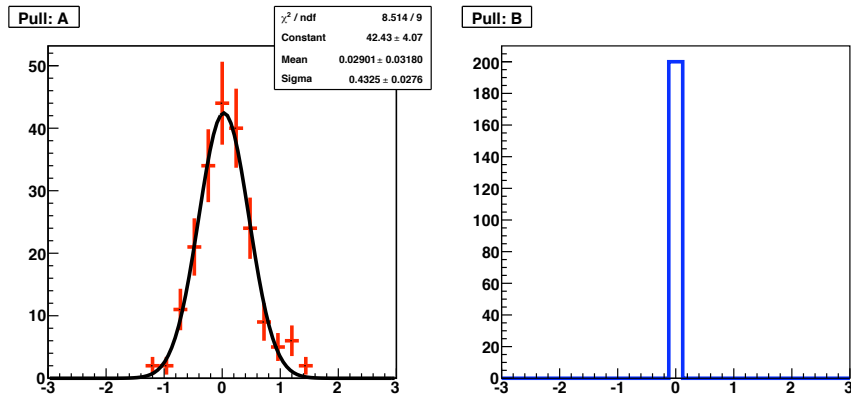 Pull: A
χ² / ndf 8.514 / 9
Constant 42.43 ± 4.07
Mean 0.02901 ± 0.03180
Sigma 0.4325 ± 0.0276
50
40
30
20
10
0
-3 -2 -1 0 1 2 3
Pull: B
200
180
160
140
120
100
80
60
40
20
0
-3 -2 -1 0 1 2 3